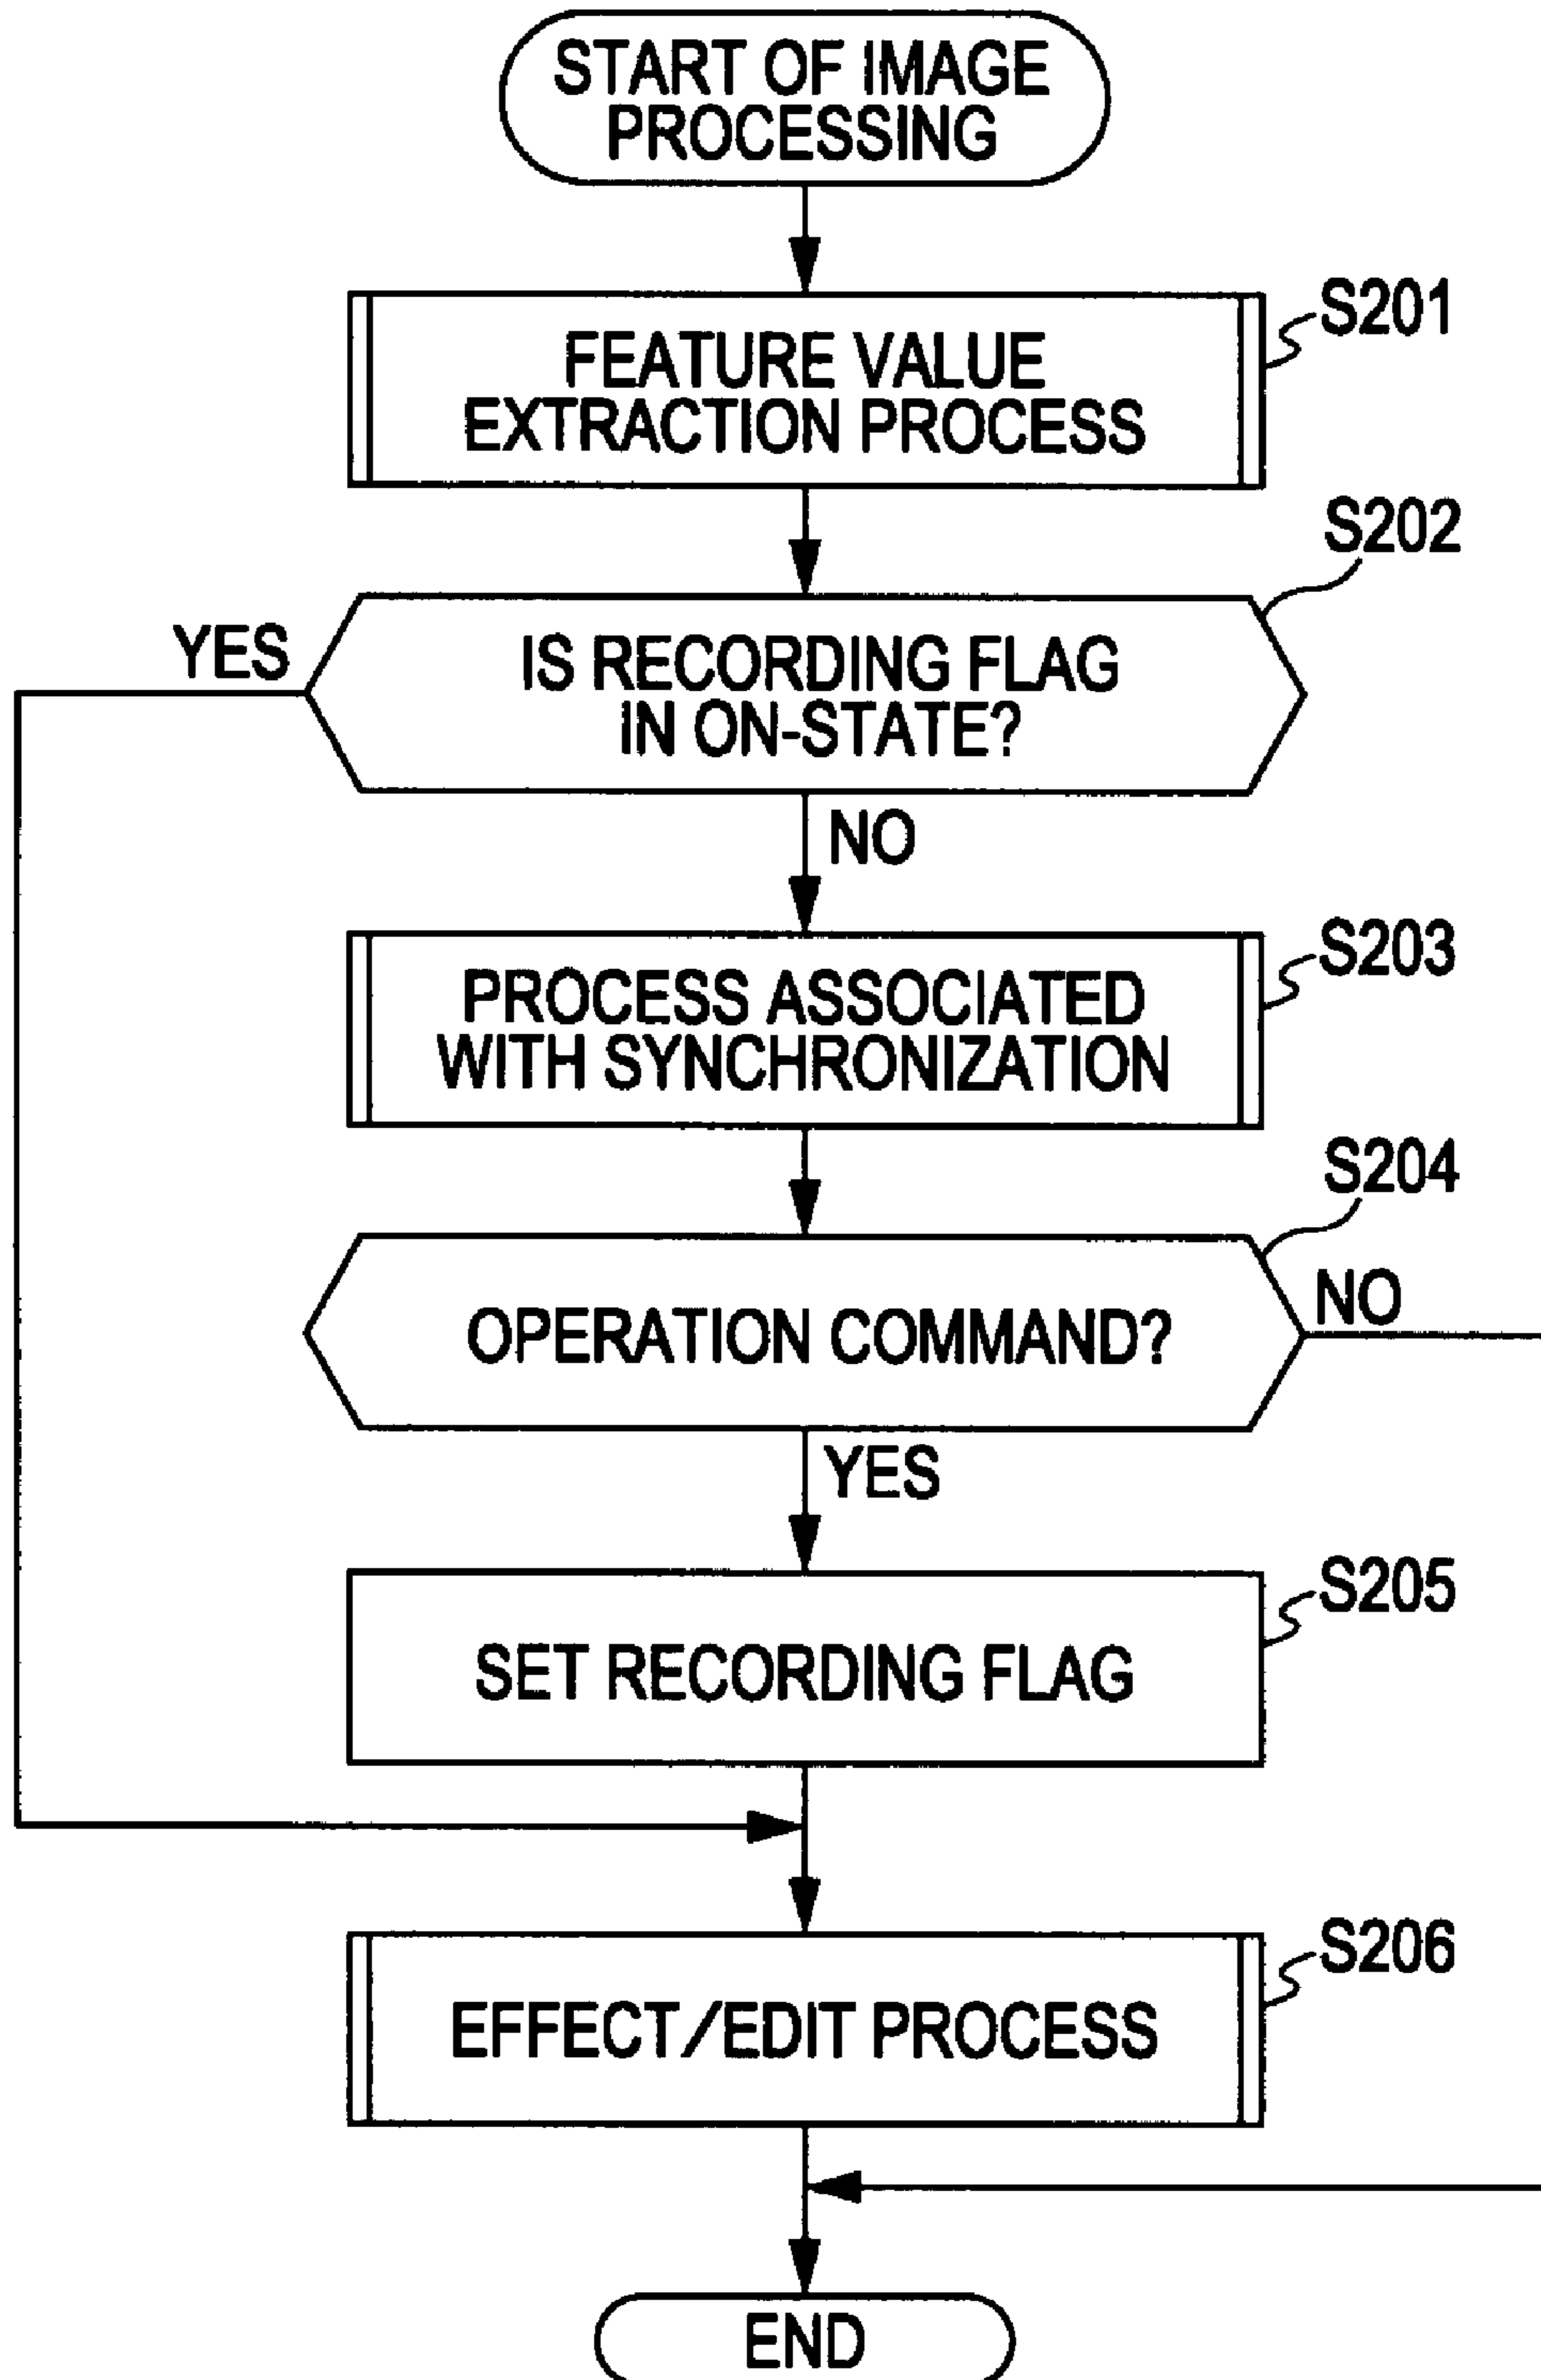 START OF IMAGE
PROCESSING
FEATURE VALUE
EXTRACTION PROCESS
S201
S202
YES
IS RECORDING FLAG
IN ON-STATE?
NO
S203
PROCESS ASSOCIATED
WITH SYNCHRONIZATION
S204
NO
OPERATION COMMAND?
YES
S205
SET RECORDING FLAG
S206
EFFECT/EDIT PROCESS
END